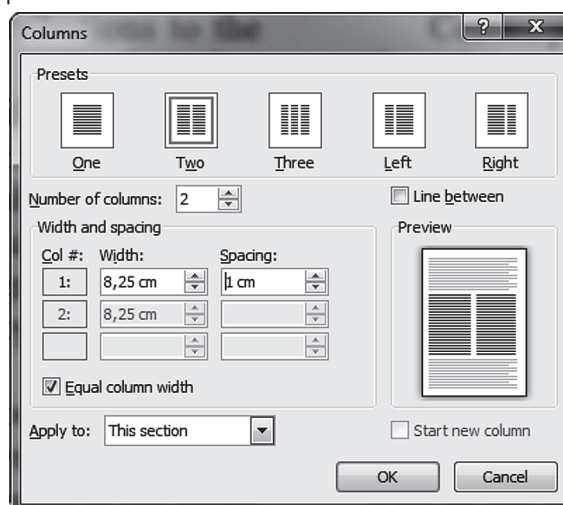 Columns
Presets
One Two Three Left Right
Number of columns: 2 Line between
Width and spacing Preview
Col #: Width: Spacing:
1: 8,25 cm 1 cm
2: 8,25 cm
Equal column width
Apply to: This section Start new column
OK Cancel